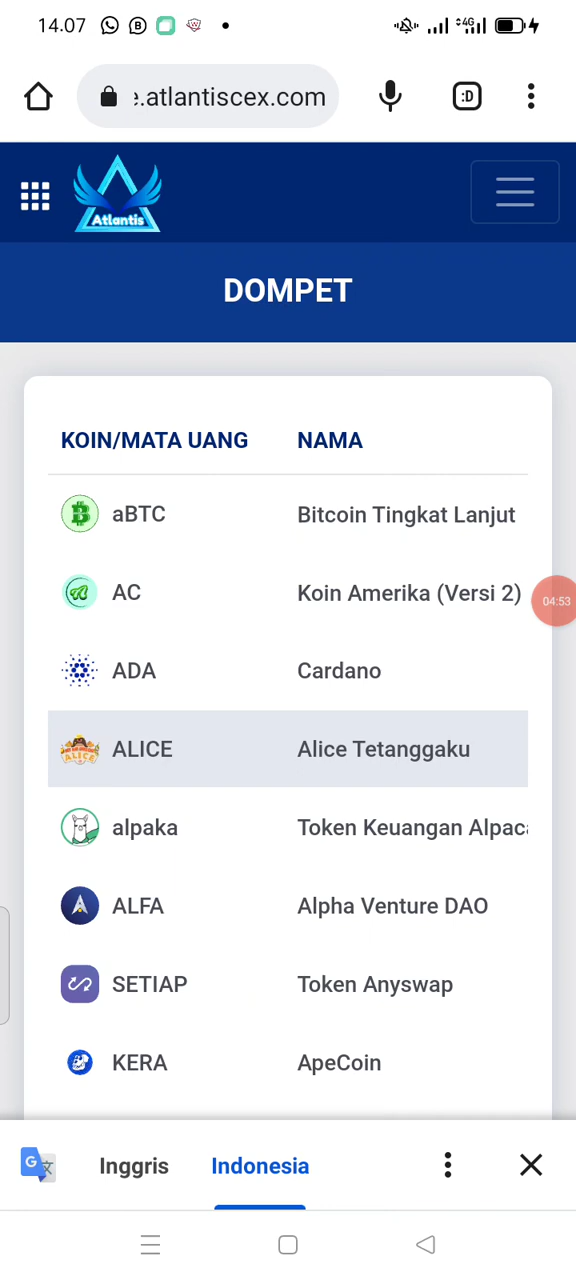 14.07
4G
e.atlantiscex.com
:D
Atlantis
DOMPET
KOIN/MATA UANG NAMA
aBTC Bitcoin Tingkat Lanjut
AC Koin Amerika (Versi 2)
04:53
ADA Cardano
ALICE Alice Tetanggaku
alpaka Token Keuangan Alpaca
ALFA Alpha Venture DAO
SETIAP Token Anyswap
KERA ApeCoin
Inggris Indonesia